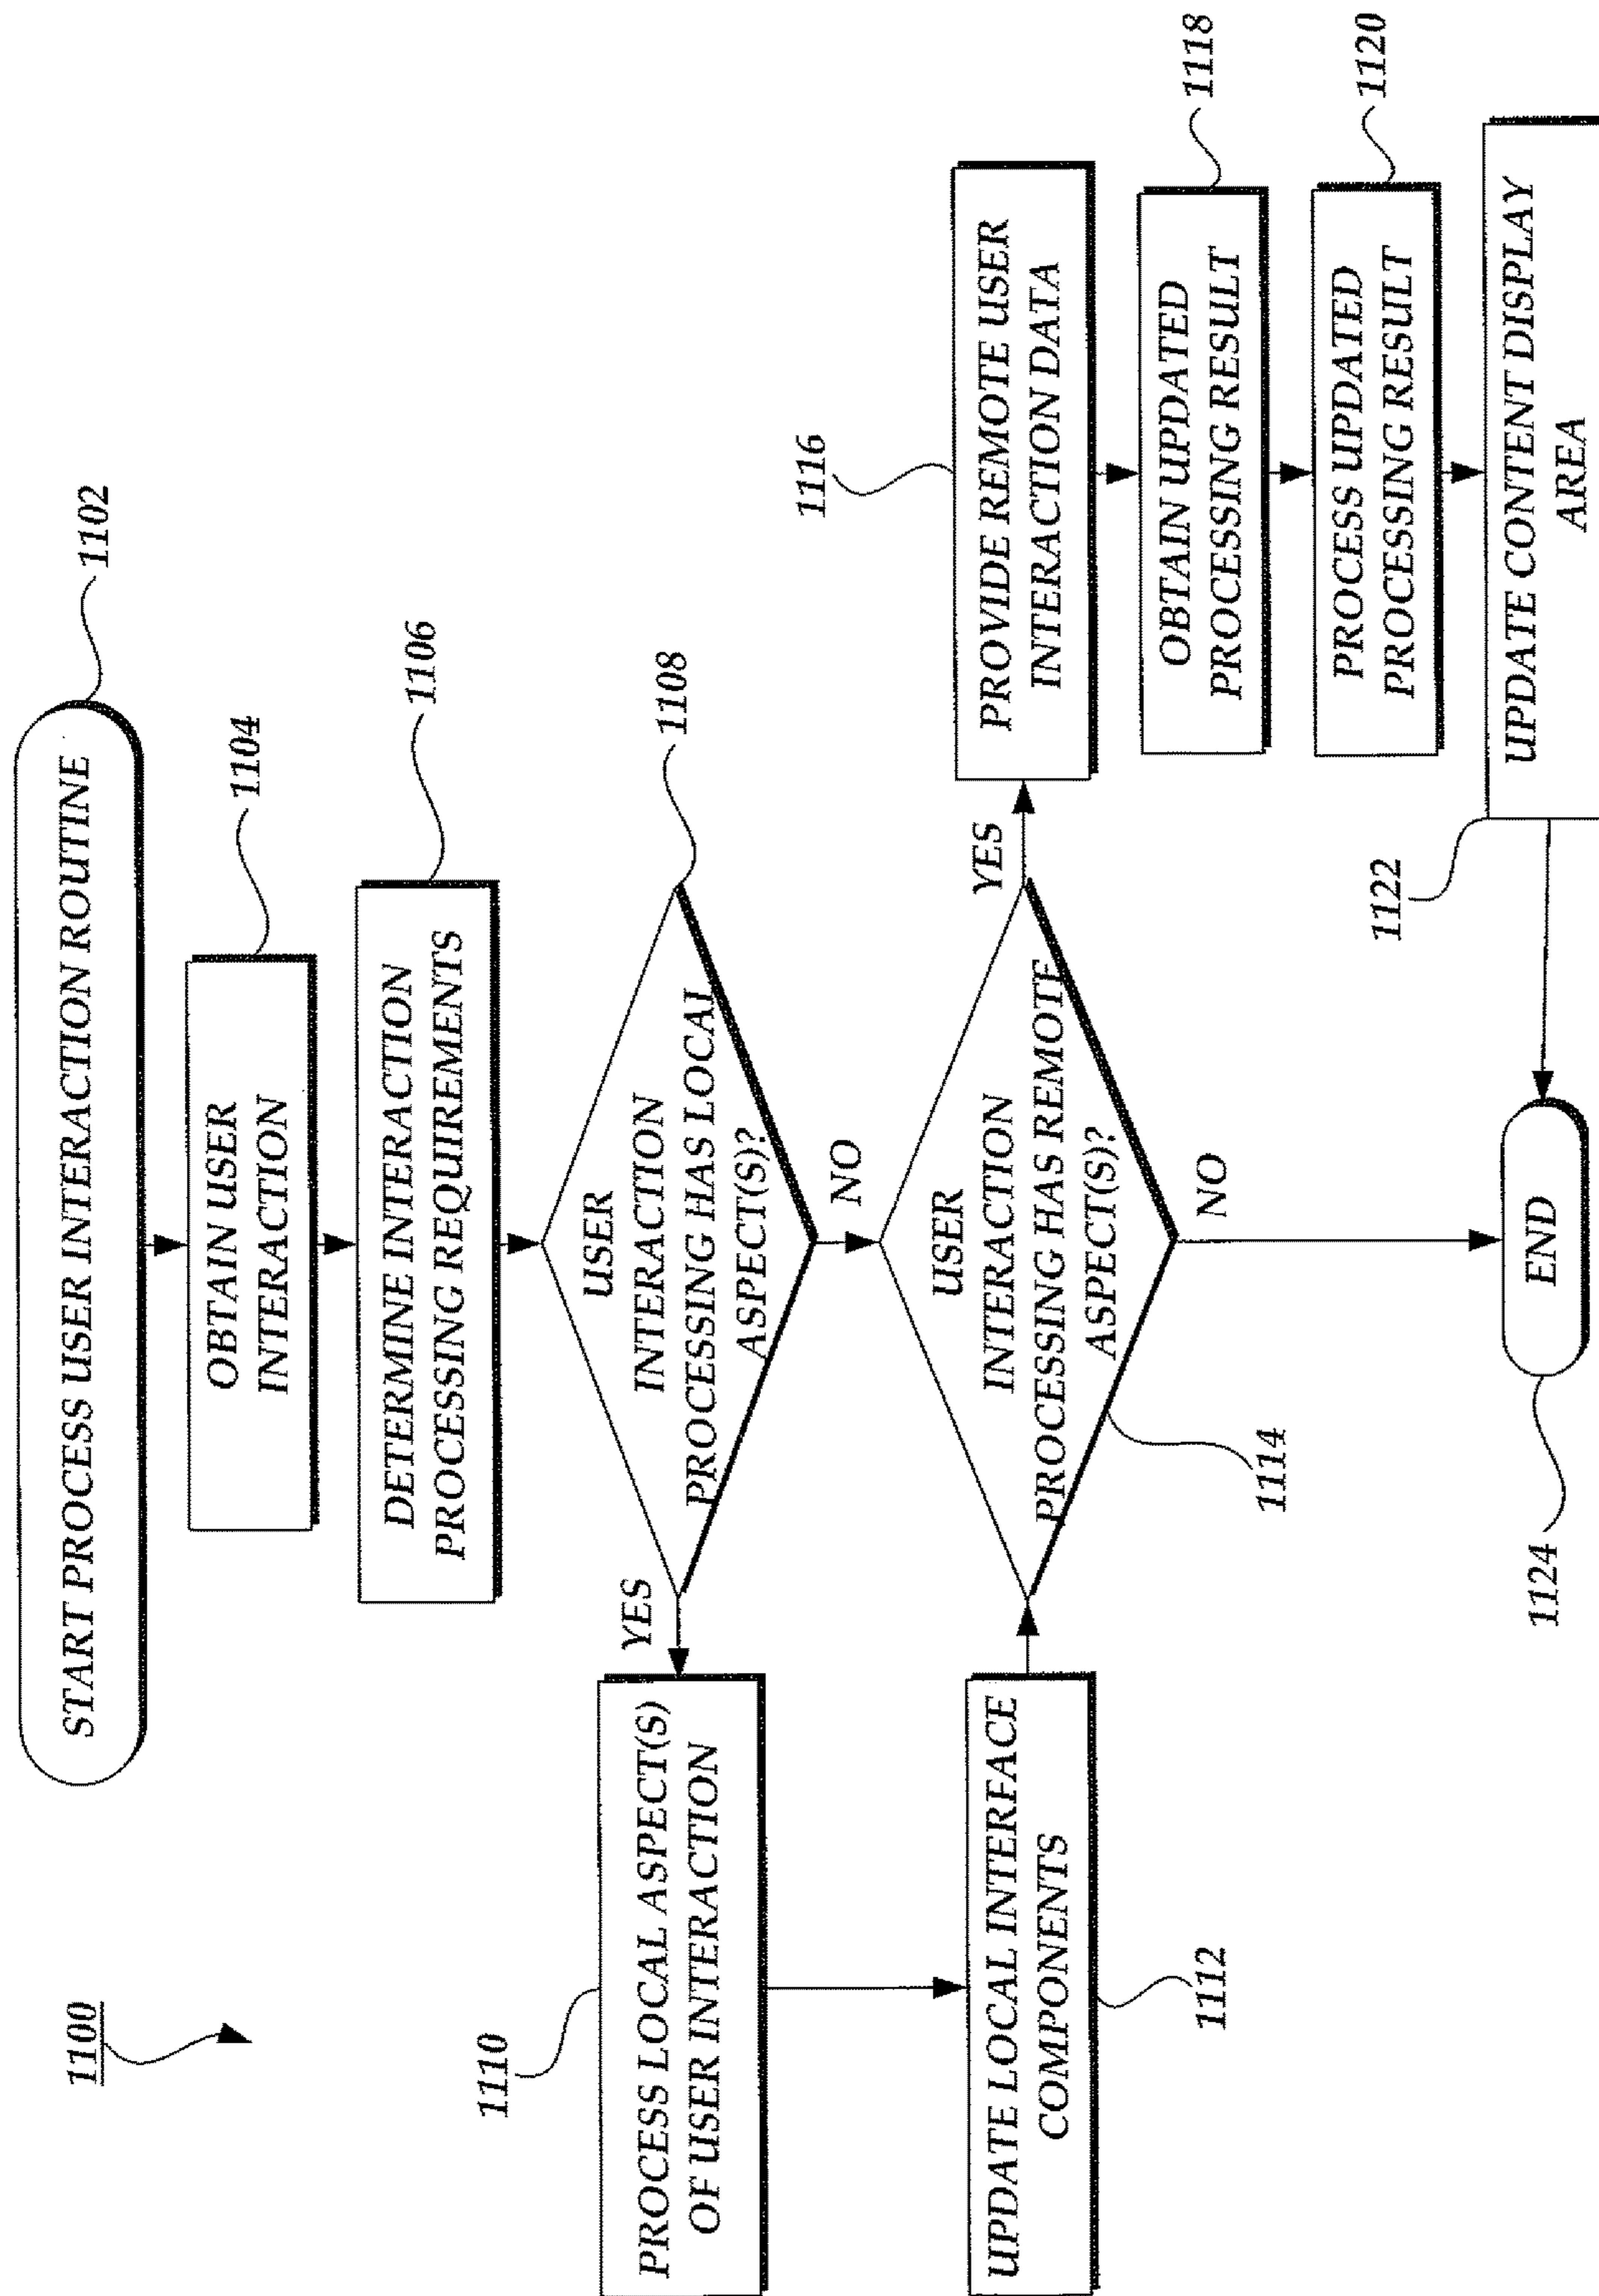 1100
START PROCESS USER INTERACTION ROUTINE
1102
OBTAIN USER
INTERACTION
1104
DETERMINE INTERACTION
PROCESSING REQUIREMENTS
1106
USER
INTERACTION
PROCESSING HAS LOCAL
ASPECT(S)?
1108
YES
NO
1110
PROCESS LOCAL ASPECT(S)
OF USER INTERACTION
UPDATE LOCAL INTERFACE
COMPONENTS
1112
USER
INTERACTION
PROCESSING HAS REMOTE
ASPECT(S)?
1114
YES
NO
1116
PROVIDE REMOTE USER
INTERACTION DATA
OBTAIN UPDATED
PROCESSING RESULT
1118
PROCESS UPDATED
PROCESSING RESULT
1120
1122
UPDATE CONTENT DISPLAY
AREA
END
1124